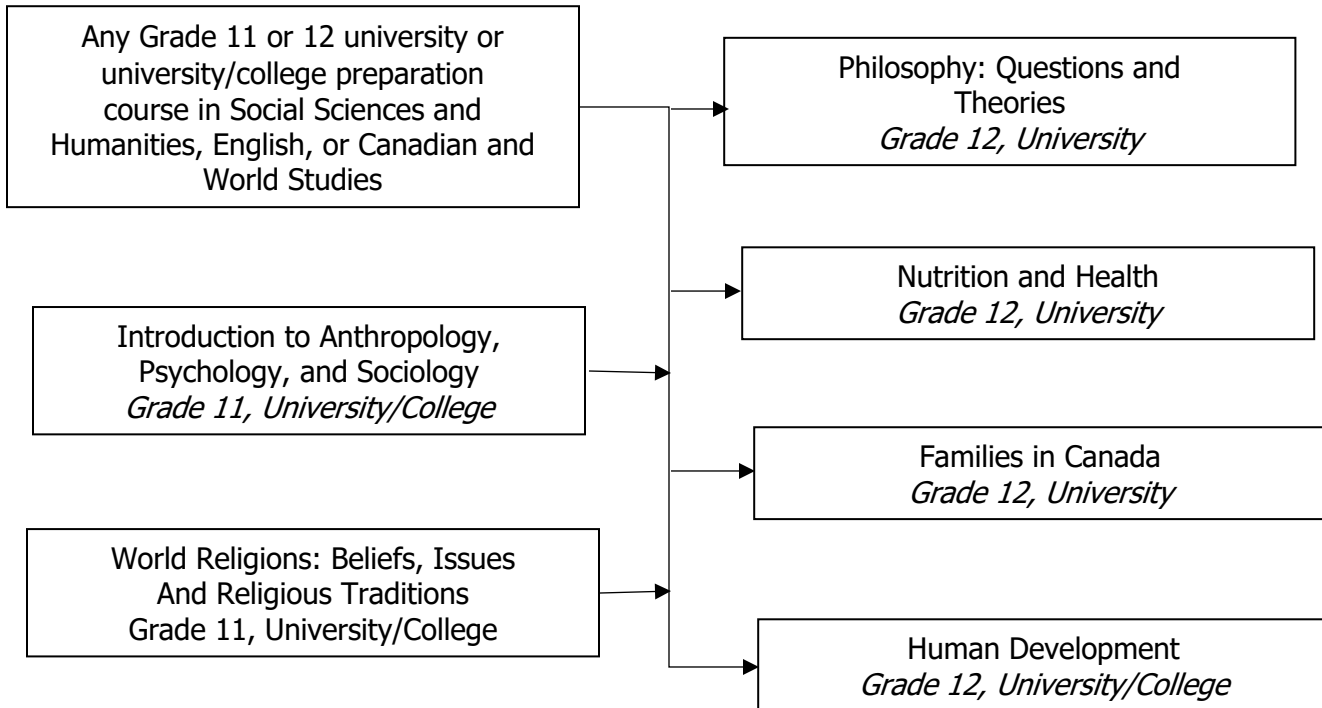 Any Grade 11 or 12 university or
university/college preparation
course in Social Sciences and
Humanities, English, or Canadian and
World Studies
Philosophy: Questions and
Theories
Grade 12, University
Nutrition and Health
Grade 12, University
Introduction to Anthropology,
Psychology, and Sociology
Grade 11, University/College
Families in Canada
Grade 12, University
World Religions: Beliefs, Issues
And Religious Traditions
Grade 11, University/College
Human Development
Grade 12, University/College